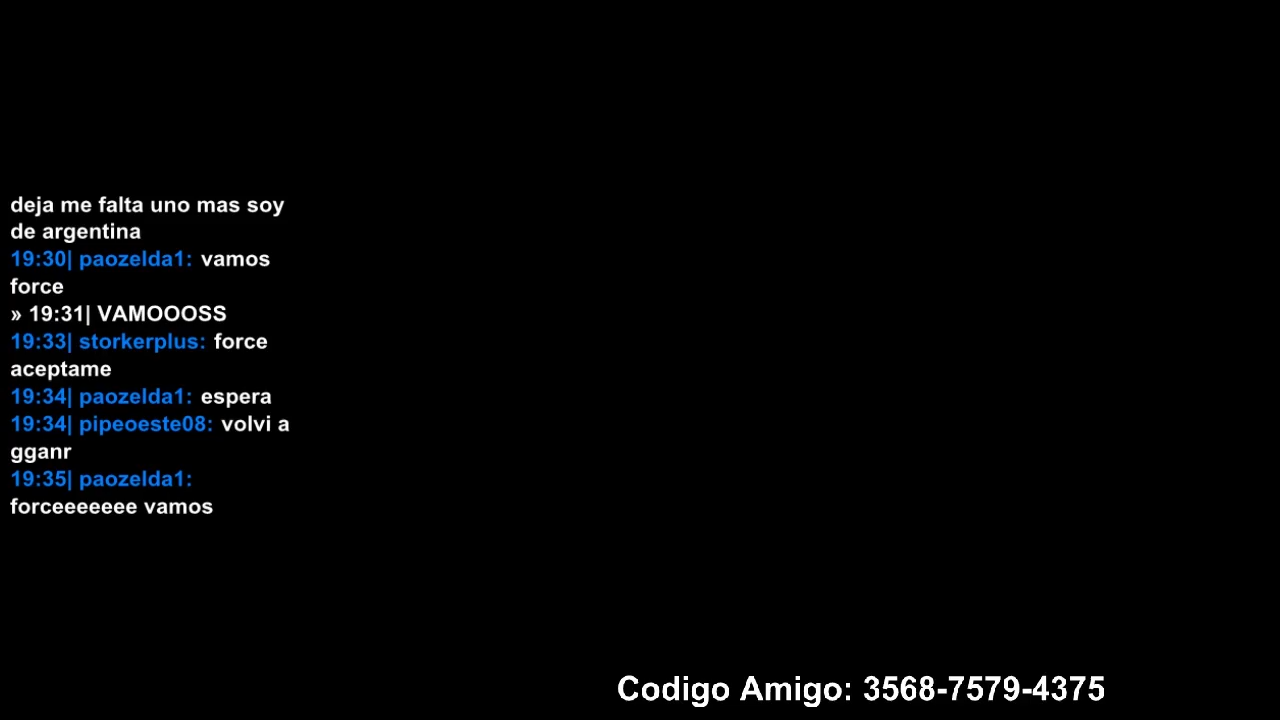 deja me falta uno mas soy
de argentina
19:30| paozelda1: vamos
force
» 19:31| VAMOOOSS
19:33| storkerplus: force
aceptame
19:34| paozelda1: espera
19:34| pipeoeste08: volvi a
gganr
19:35| paozelda1:
forceeeeeee vamos
Codigo Amigo: 3568-7579-4375